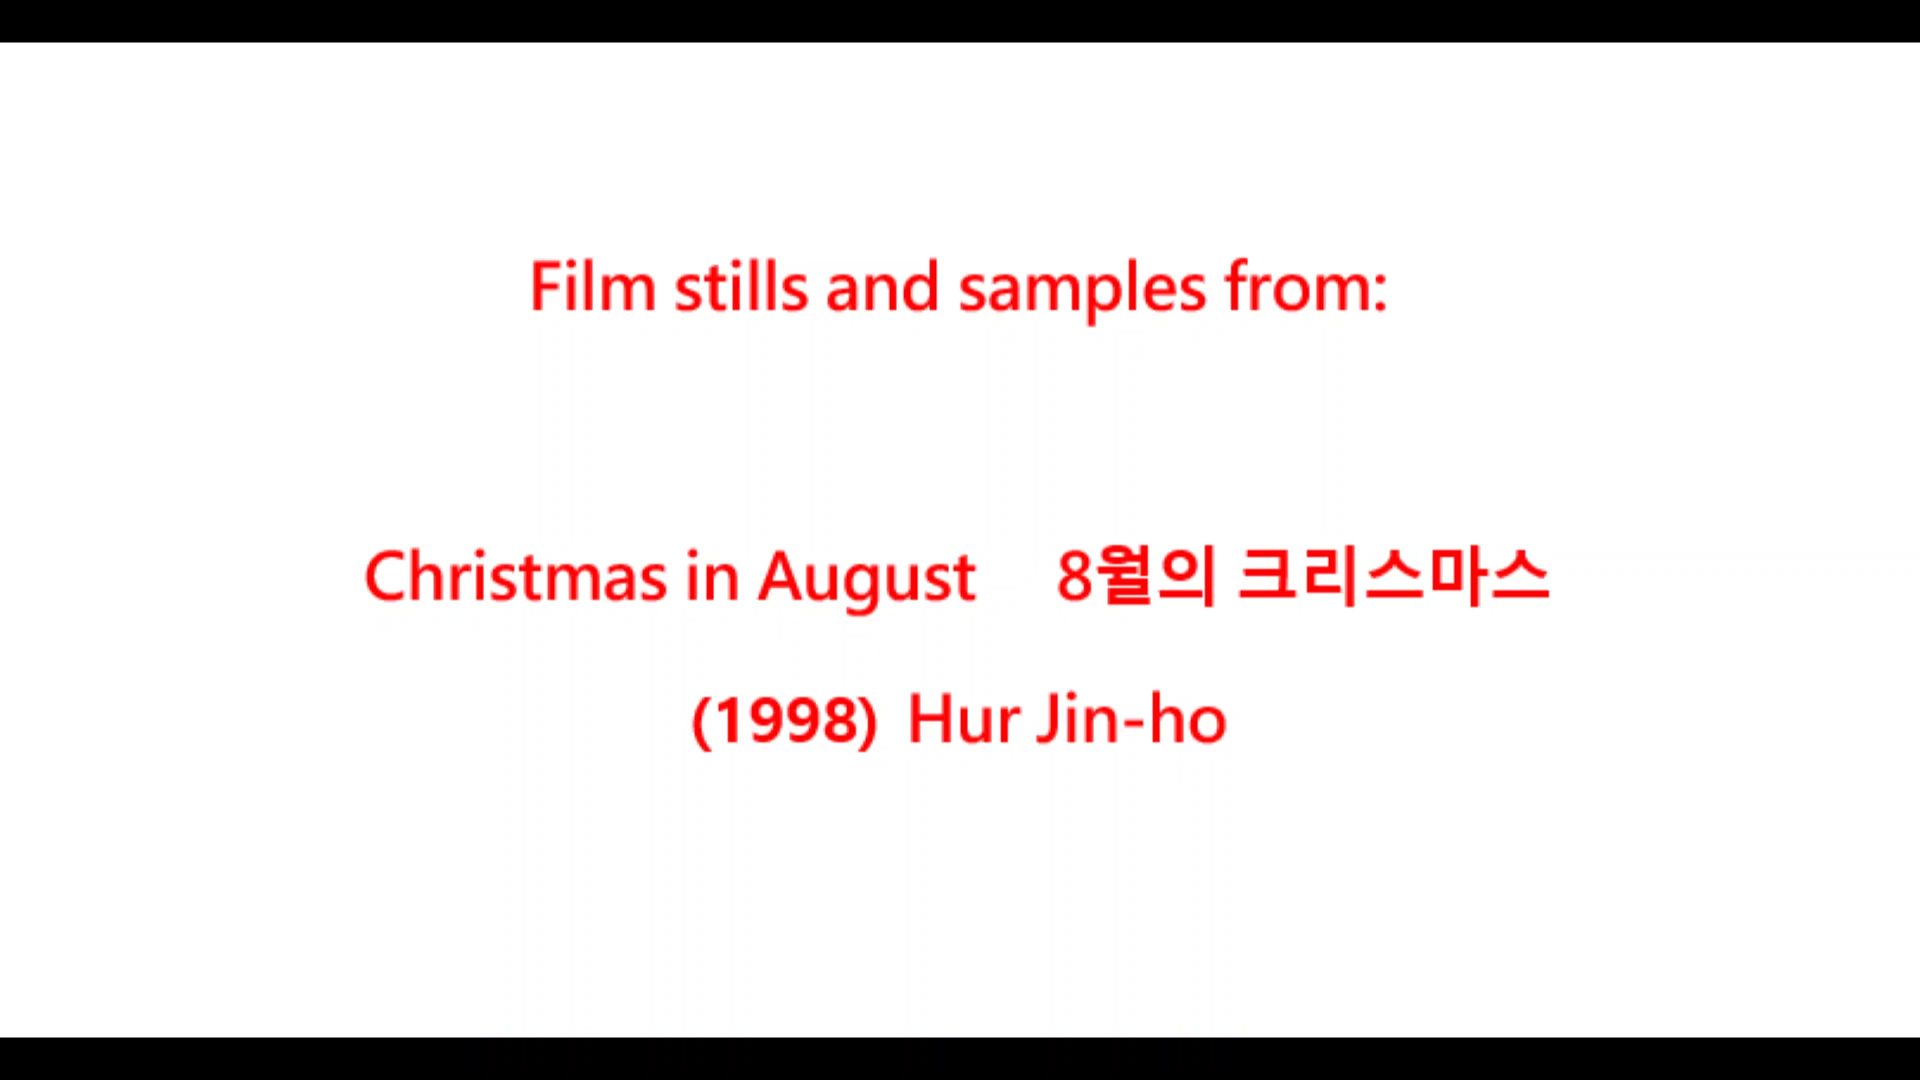 Film stills and samples from:
Christmas in August 8월의 크리스마스
(1998) Hur Jin-ho